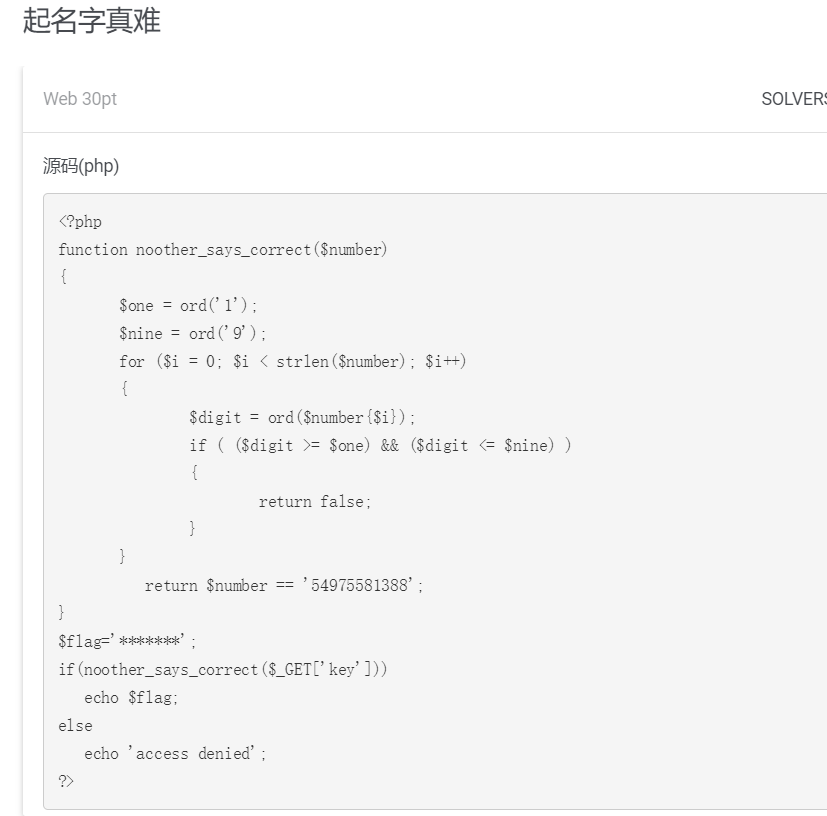 起名字真难
Web 30pt
SOLVERS
源码(php)
<?php
function noother_says_correct($number)
{
$one = ord('1');
$nine = ord('9');
for ($i = 0; $i < strlen($number); $i++)
{
$digit = ord($number{$i});
if ( ($digit >= $one) && ($digit <= $nine) )
{
return false;
}
}
return $number == '54975581388';
}
$flag='*******';
if(noother_says_correct($_GET['key']))
echo $flag;
else
echo 'access denied';
?>